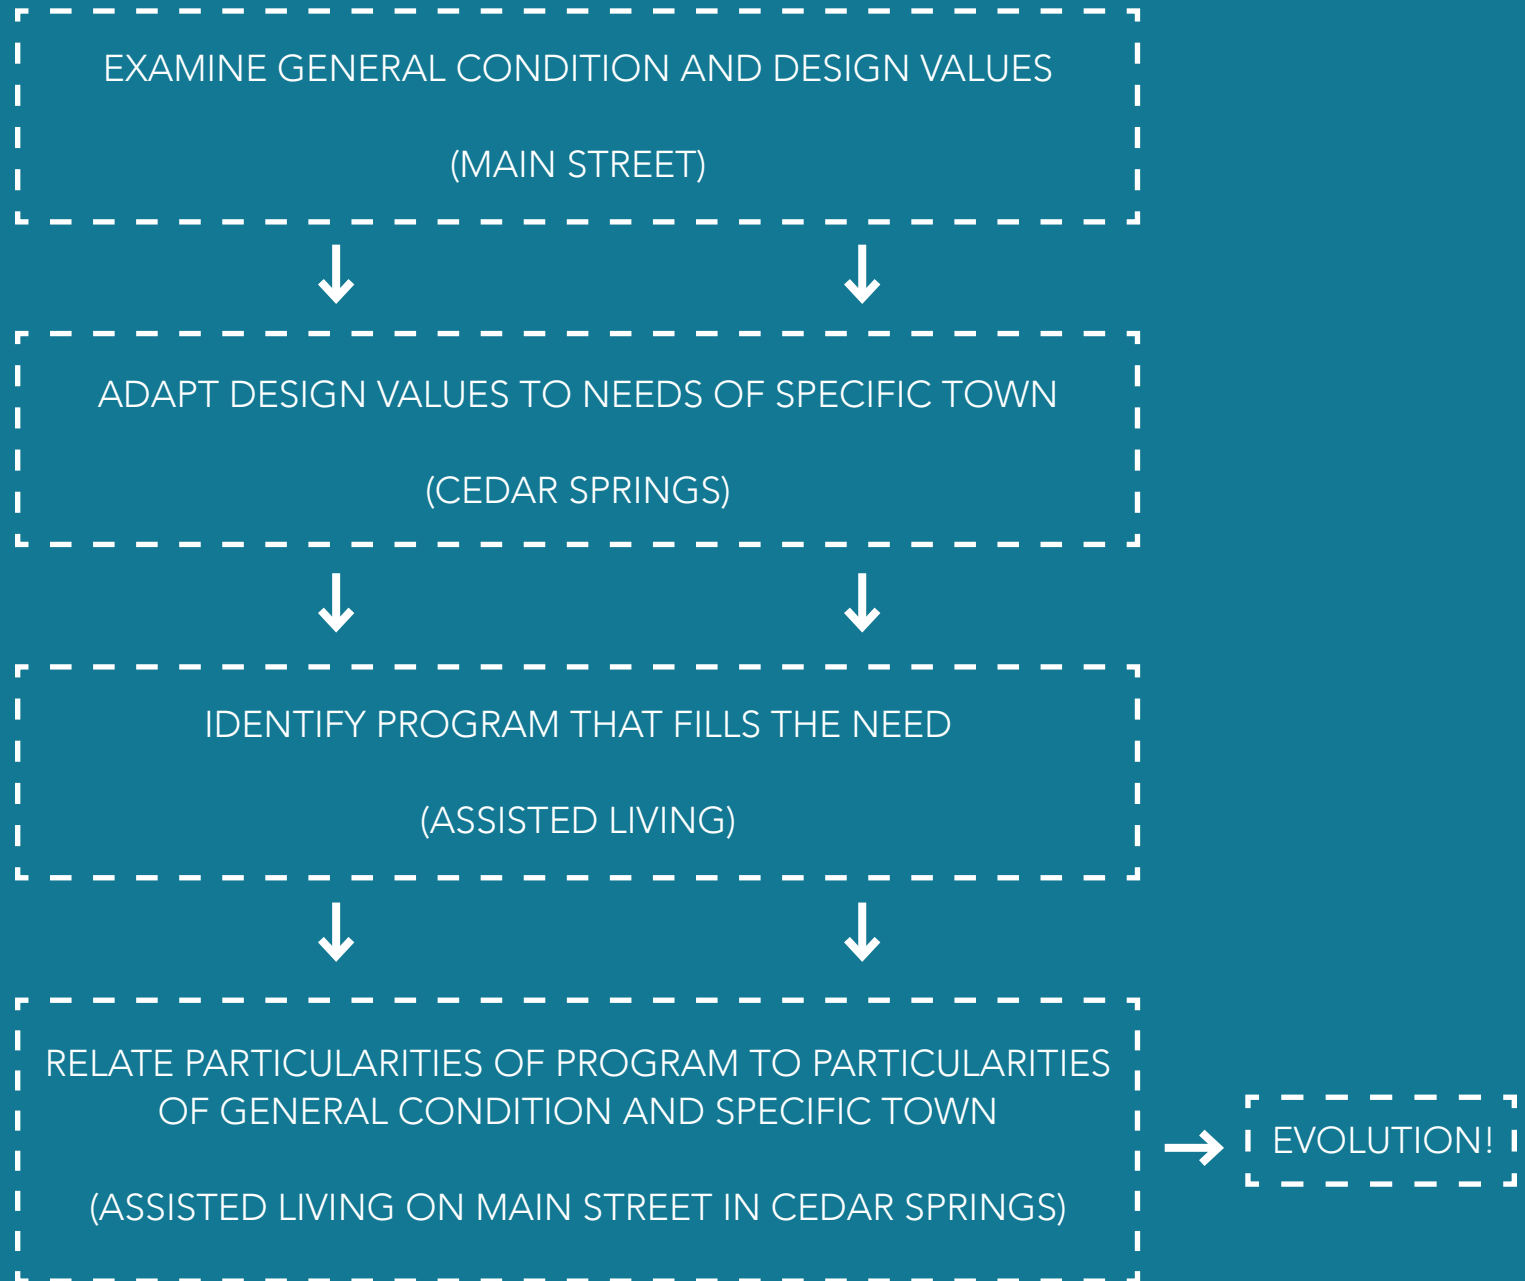 EXAMINE GENERAL CONDITION AND DESIGN VALUES
(MAIN STREET)
ADAPT DESIGN VALUES TO NEEDS OF SPECIFIC TOWN
(CEDAR SPRINGS)
IDENTIFY PROGRAM THAT FILLS THE NEED
(ASSISTED LIVING)
RELATE PARTICULARITIES OF PROGRAM TO PARTICULARITIES
OF GENERAL CONDITION AND SPECIFIC TOWN
(ASSISTED LIVING ON MAIN STREET IN CEDAR SPRINGS)
EVOLUTION!